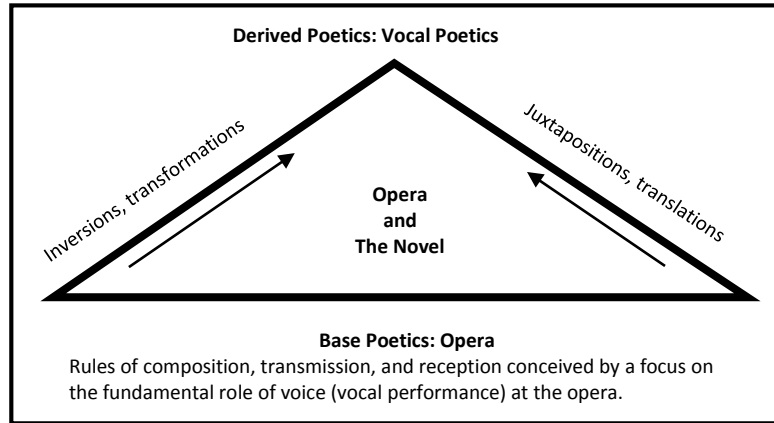 Derived Poetics: Vocal Poetics
Inversions, transformations
Juxtapositions, translations
Opera
and
The Novel
Base Poetics: Opera
Rules of composition, transmission, and reception conceived by a focus on
the fundamental role of voice (vocal performance) at the opera.